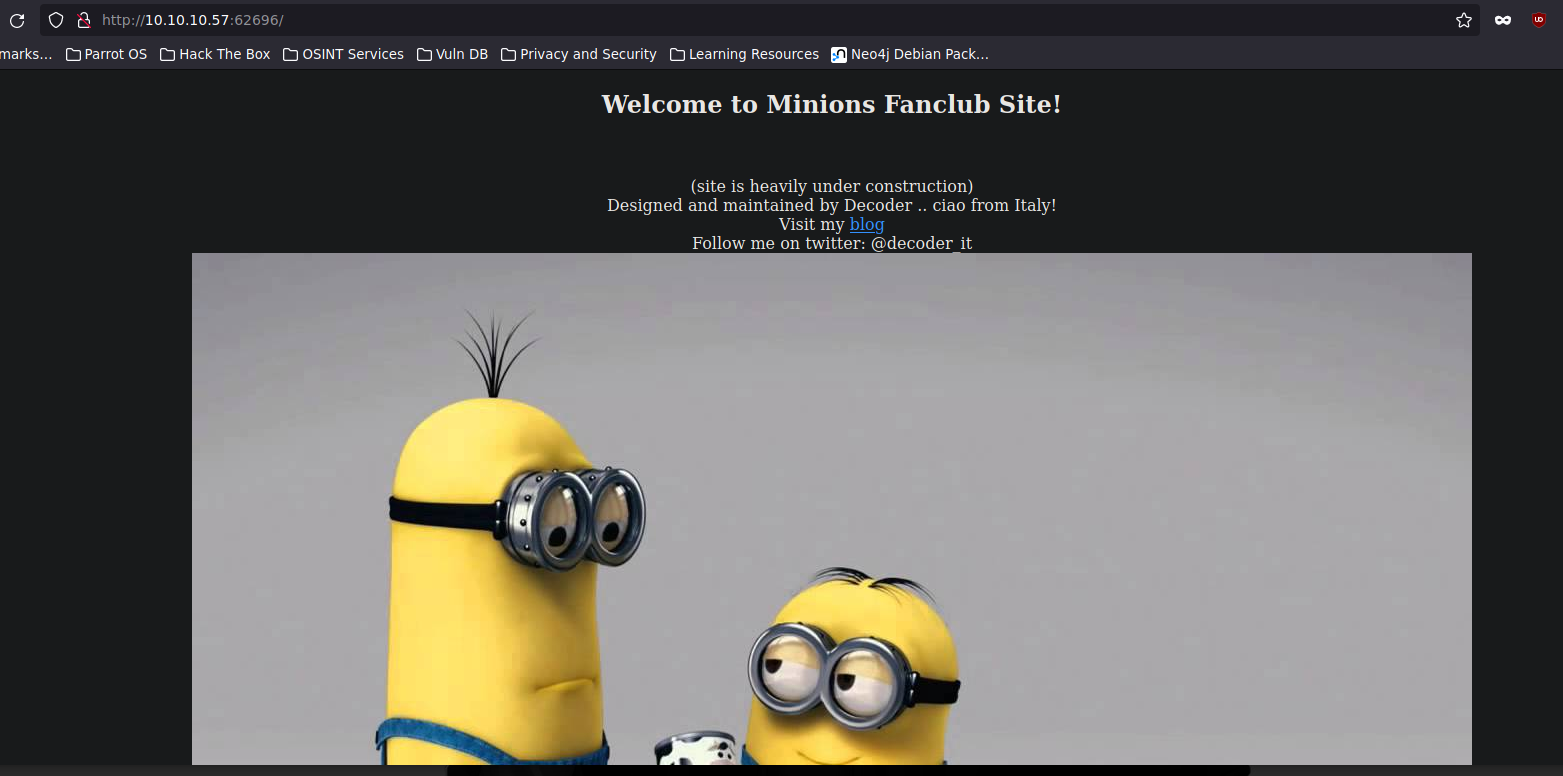 http://10.10.10.57:62696/
marks... Parrot OS Hack The Box OSINT Services Vuln DB Privacy and Security Learning Resources Neo4j Debian Pack...
Welcome to Minions Fanclub Site!
(site is heavily under construction)
Designed and maintained by Decoder .. ciao from Italy!
Visit my blog
Follow me on twitter: @decoder_it